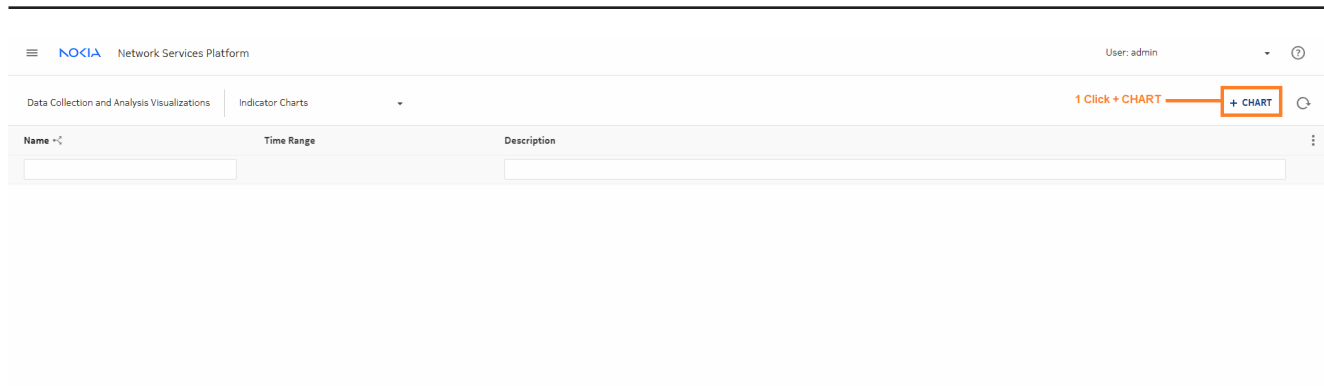 NOKIA Network Services Platform User: admin
Data Collection and Analysis Visualizations Indicator Charts 1 Click + CHART + CHART
Name Time Range Description